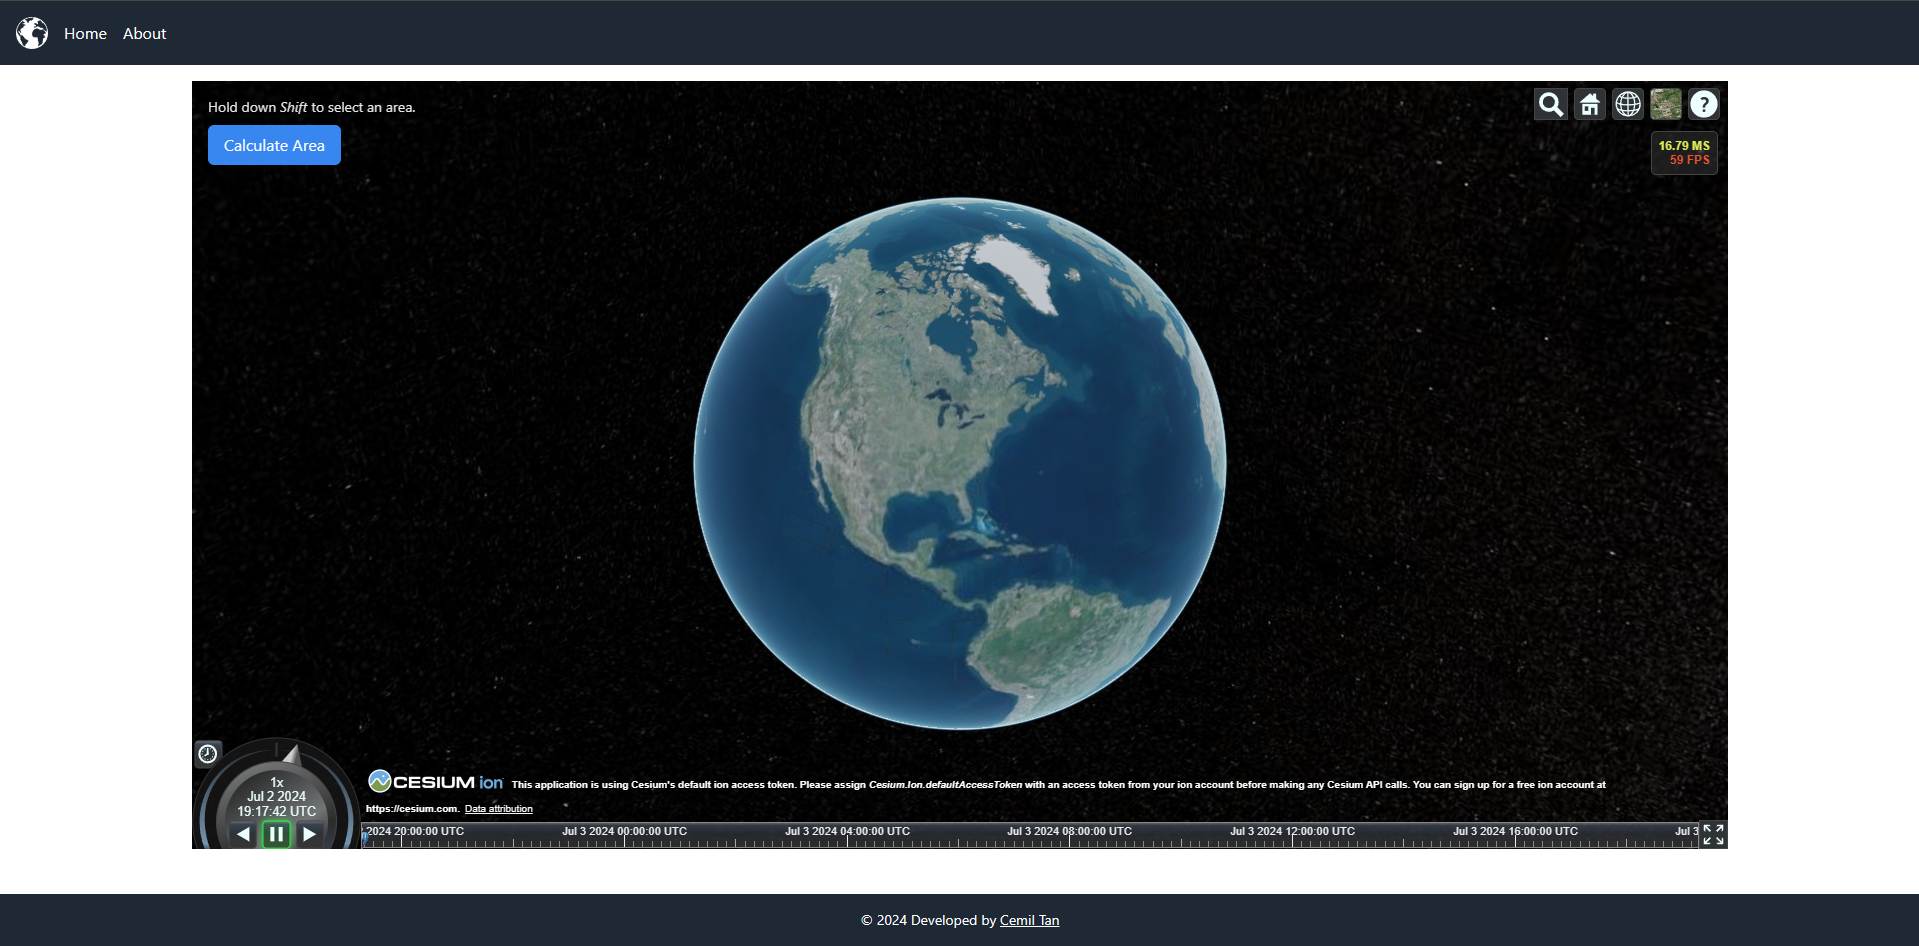 Home About
Hold down Shift to select an area.
Calculate Area
?
16.79 MS
59 FPS
1x
Jul 2 2024
19:17:42 UTC
CESIUM ion This application is using Cesium's default ion access token. Please assign Cesium.Ion.defaultAccessToken with an access token from your ion account before making any Cesium API calls. You can sign up for a free ion account at
https://cesium.com. Data attribution
2024 20:00:00 UTC Jul 3 2024 00:00:00 UTC Jul 3 2024 04:00:00 UTC Jul 3 2024 08:00:00 UTC Jul 3 2024 12:00:00 UTC Jul 3 2024 16:00:00 UTC Jul 3
© 2024 Developed by Cemil Tan